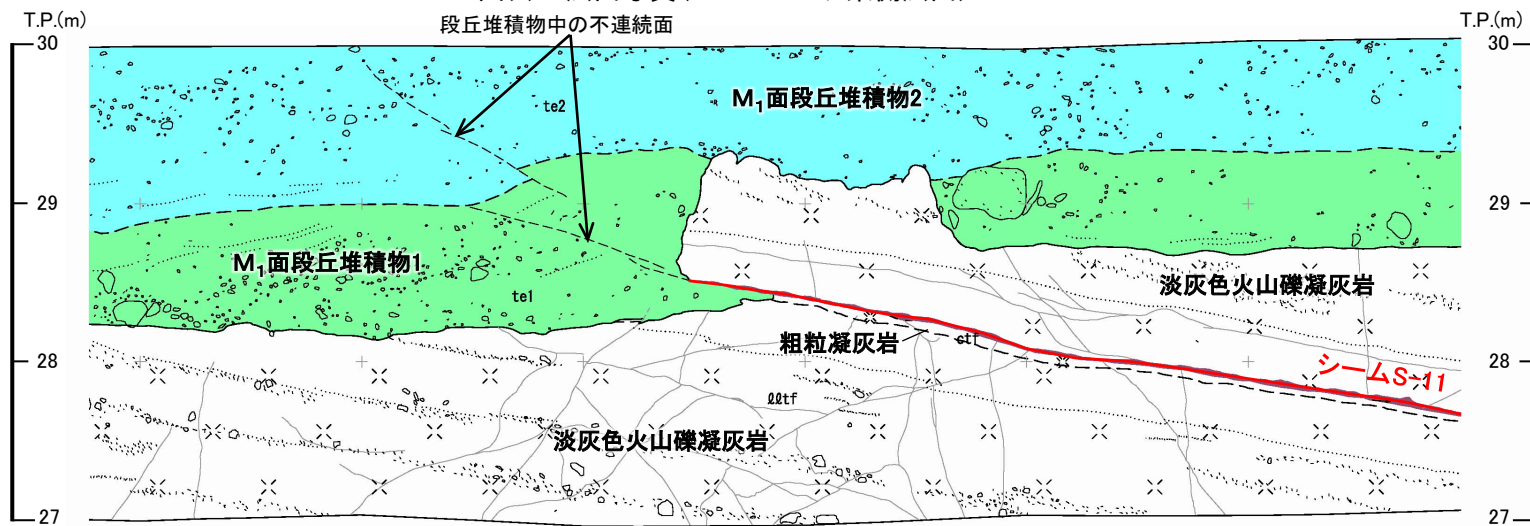 T.P.(m)
T.P.(m)
段丘堆積物中の不連続面
30
30
te2
M₁面段丘堆積物2
29
29
M₁面段丘堆積物1
te1
淡灰色火山礫凝灰岩
粗粒凝灰岩
ctf
28
28
シームS-11
ℓℓtf
淡灰色火山礫凝灰岩
27
27